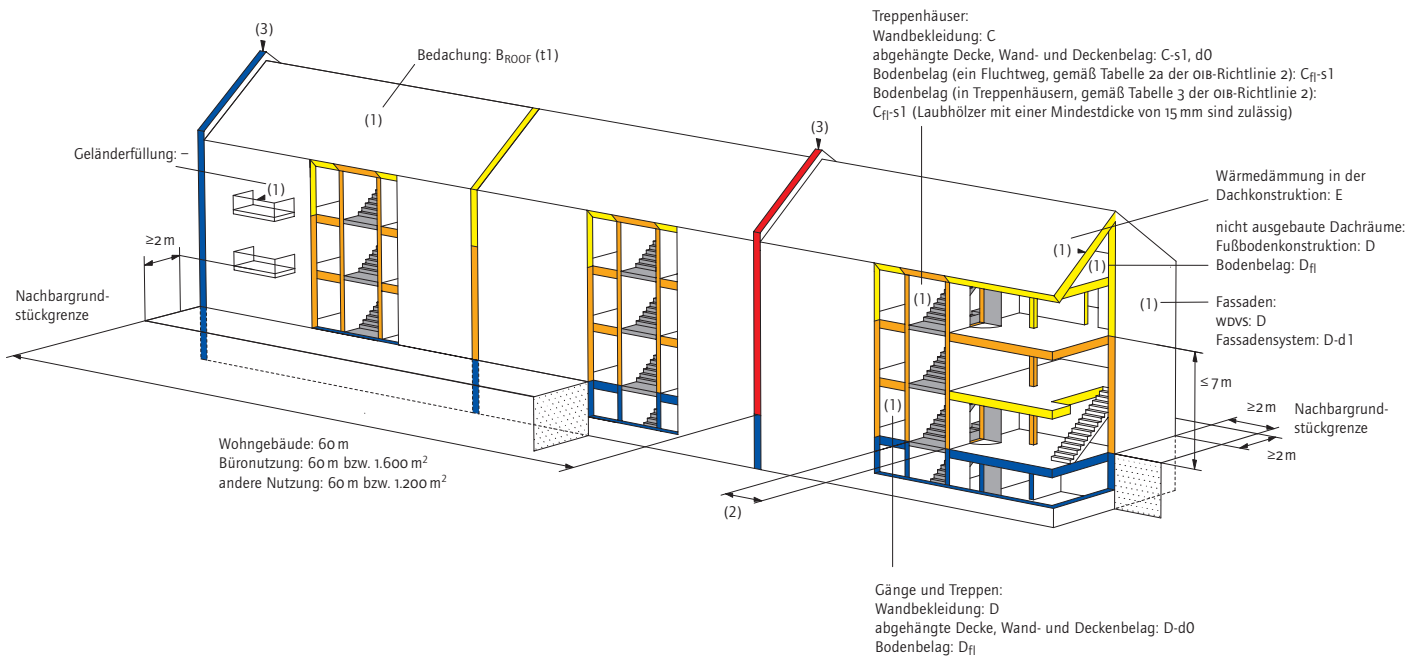 Treppenhäuser:
Wandbekleidung: C
abgehängte Decke, Wand- und Deckenbelag: C-s1, d0
Bodenbelag (ein Fluchtweg, gemäß Tabelle 2a der OIB-Richtlinie 2): Cfl-s1
Bodenbelag (in Treppenhäusern, gemäß Tabelle 3 der OIB-Richtlinie 2):
Cfl-s1 (Laubhölzer mit einer Mindestdicke von 15 mm sind zulässig)
(3)
Bedachung: BROOF (t1)
(1)
(3)
Geländerfüllung: –
(1)
Wärmedämmung in der
Dachkonstruktion: E
nicht ausgebaute Dachräume:
Fußbodenkonstruktion: D
Bodenbelag: Dfl
(1)
(1)
(1)
(1)
Fassaden:
WDVS: D
Fassadensystem: D-d1
≥2 m
Nachbargrund-
stückgrenze
≤ 7 m
(1)
≥2 m
Nachbargrund-
stückgrenze
≥2 m
Wohngebäude: 60 m
Büronutzung: 60 m bzw. 1.600 m²
andere Nutzung: 60 m bzw. 1.200 m²
(2)
Gänge und Treppen:
Wandbekleidung: D
abgehängte Decke, Wand- und Deckenbelag: D-d0
Bodenbelag: Dfl